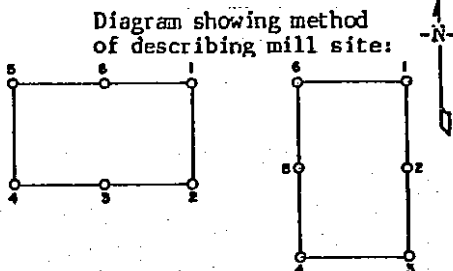 Diagram showing method
of describing mill site:
-N-
5 6 1
4 3 2
6 1
5 2
4 3